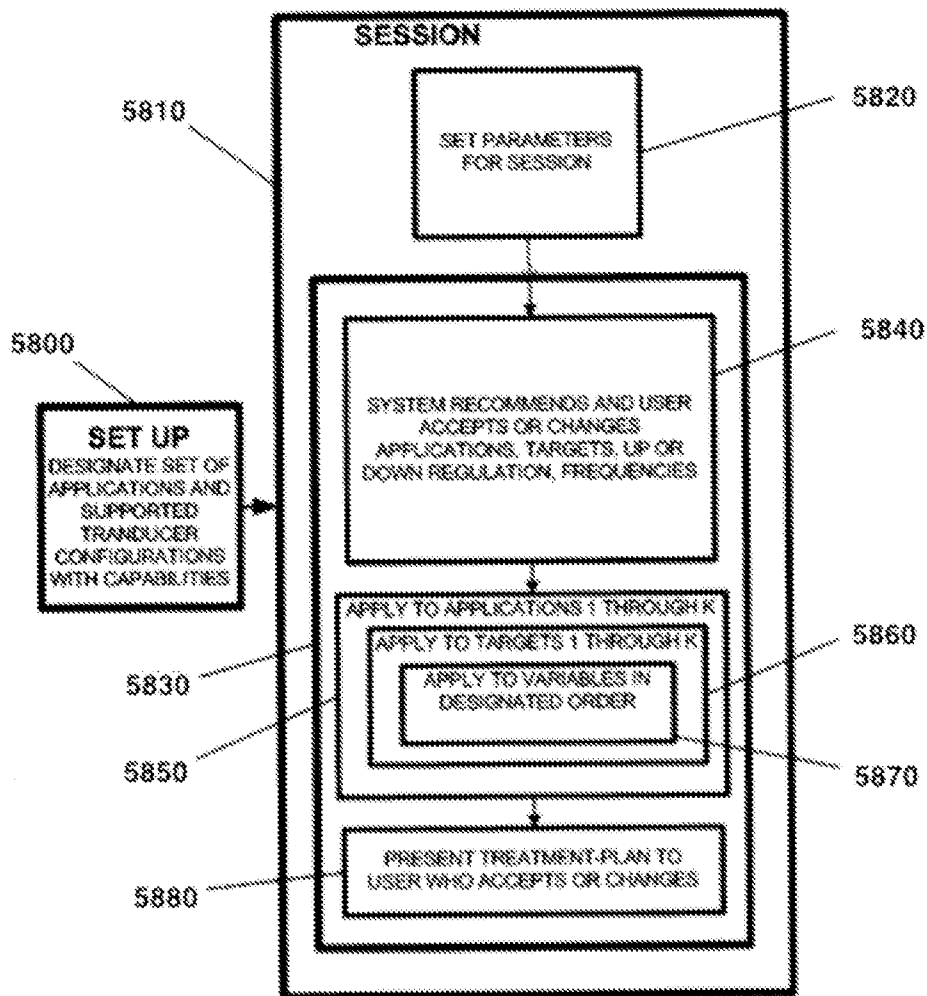 SESSION
5810
5820
SET PARAMETERS
FOR SESSION
5800
5840
SET UP
DESIGNATE SET OF
APPLICATIONS AND
SUPPORTED
TRANDUCER
CONFIGURATIONS
WITH CAPABILITIES
SYSTEM RECOMMENDS AND USER
ACCEPTS OR CHANGES
APPLICATIONS, TARGETS, UP OR
DOWN REGULATION, FREQUENCIES
APPLY TO APPLICATIONS 1 THROUGH K
APPLY TO TARGETS 1 THROUGH K
5860
APPLY TO VARIABLES IN
DESIGNATED ORDER
5830
5850
5870
PRESENT TREATMENT-PLAN TO
USER WHO ACCEPTS OR CHANGES
5880